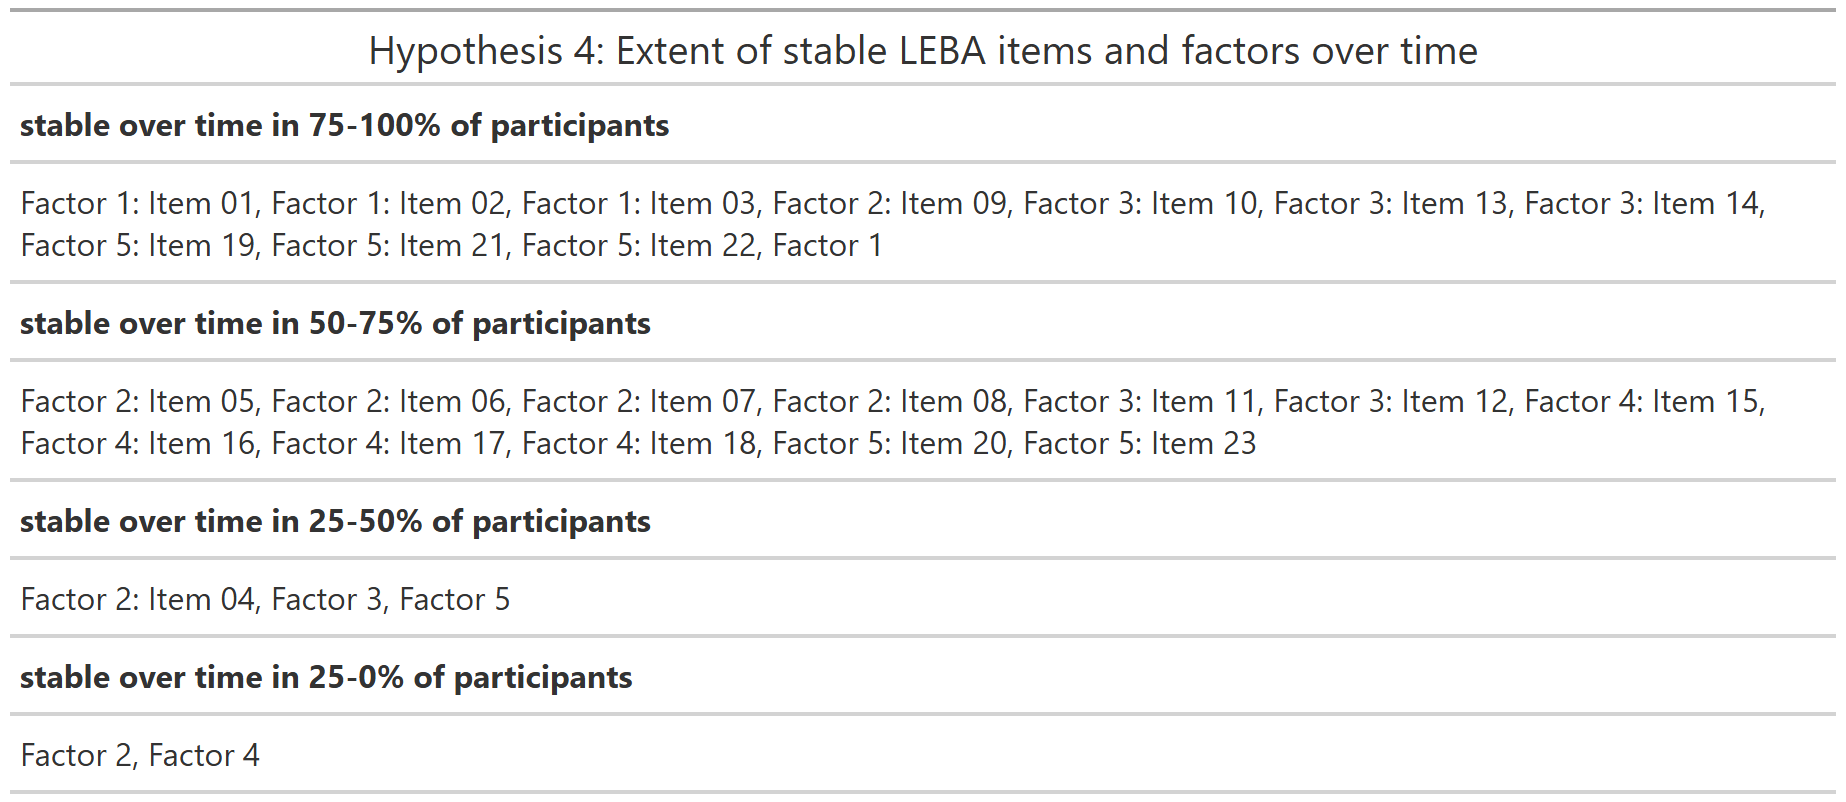 Hypothesis 4: Extent of stable LEBA items and factors over time
stable over time in 75-100% of participants
Factor 1: Item 01, Factor 1: Item 02, Factor 1: Item 03, Factor 2: Item 09, Factor 3: Item 10, Factor 3: Item 13, Factor 3: Item 14,
Factor 5: Item 19, Factor 5: Item 21, Factor 5: Item 22, Factor 1
stable over time in 50-75% of participants
Factor 2: Item 05, Factor 2: Item 06, Factor 2: Item 07, Factor 2: Item 08, Factor 3: Item 11, Factor 3: Item 12, Factor 4: Item 15,
Factor 4: Item 16, Factor 4: Item 17, Factor 4: Item 18, Factor 5: Item 20, Factor 5: Item 23
stable over time in 25-50% of participants
Factor 2: Item 04, Factor 3, Factor 5
stable over time in 25-0% of participants
Factor 2, Factor 4